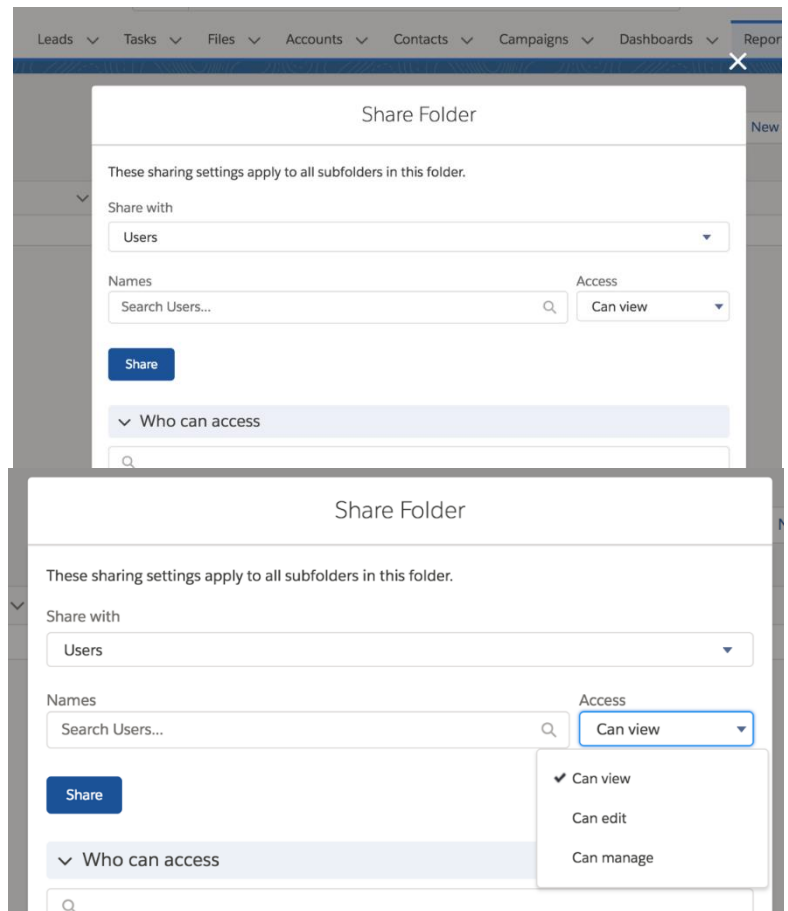 Leads Tasks Files Accounts Contacts Campaigns Dashboards Repor
Share Folder
New
These sharing settings apply to all subfolders in this folder.
Share with
Users
Names Access
Search Users... Can view
Share
Who can access
Share Folder
N
These sharing settings apply to all subfolders in this folder.
Share with
Users
Names Access
Search Users... Can view
Can view
Share
Can edit
Can manage
Who can access